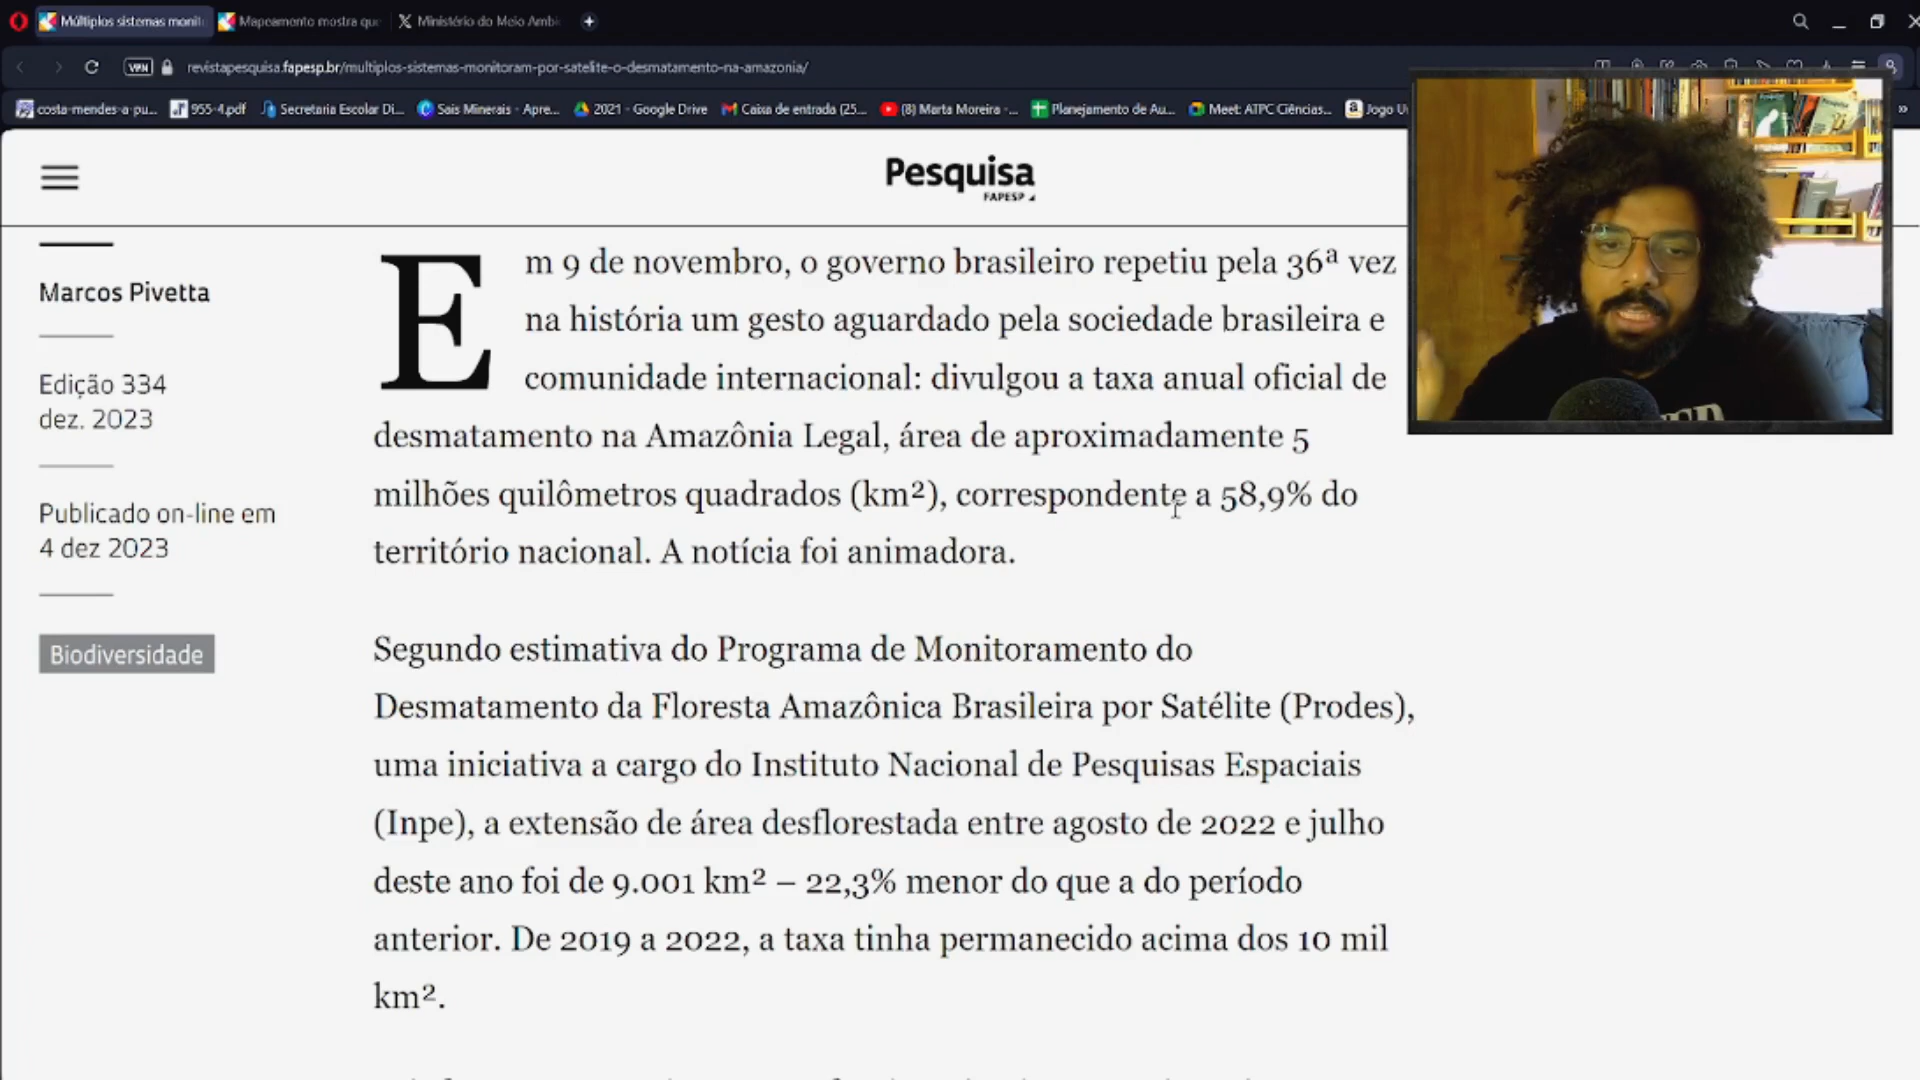 Múltiplos sistemas monit
Mapeamento mostra que
Ministério do Meio Ambi
VPN
revistapesquisa.fapesp.br/multiplos-sistemas-monitoram-por-satelite-o-desmatamento-na-amazonia/
costa-mendes-a-pu...
955-4.pdf
Secretaria Escolar Di...
Sais Minerais - Apre...
2021 - Google Drive
Caixa de entrada (25...
(8) Marta Moreira -...
Planejamento de Au...
Meet: ATPC Ciências...
Jogo U
»
Pesquisa
FAPESP
Marcos Pivetta
Edição 334
dez. 2023
Publicado on-line em
4 dez 2023
Biodiversidade
Em 9 de novembro, o governo brasileiro repetiu pela 36ª vez
na história um gesto aguardado pela sociedade brasileira e
comunidade internacional: divulgou a taxa anual oficial de
desmatamento na Amazônia Legal, área de aproximadamente 5
milhões quilômetros quadrados (km²), correspondente a 58,9% do
território nacional. A notícia foi animadora.
Segundo estimativa do Programa de Monitoramento do
Desmatamento da Floresta Amazônica Brasileira por Satélite (Prodes),
uma iniciativa a cargo do Instituto Nacional de Pesquisas Espaciais
(Inpe), a extensão de área desflorestada entre agosto de 2022 e julho
deste ano foi de 9.001 km² – 22,3% menor do que a do período
anterior. De 2019 a 2022, a taxa tinha permanecido acima dos 10 mil
km².